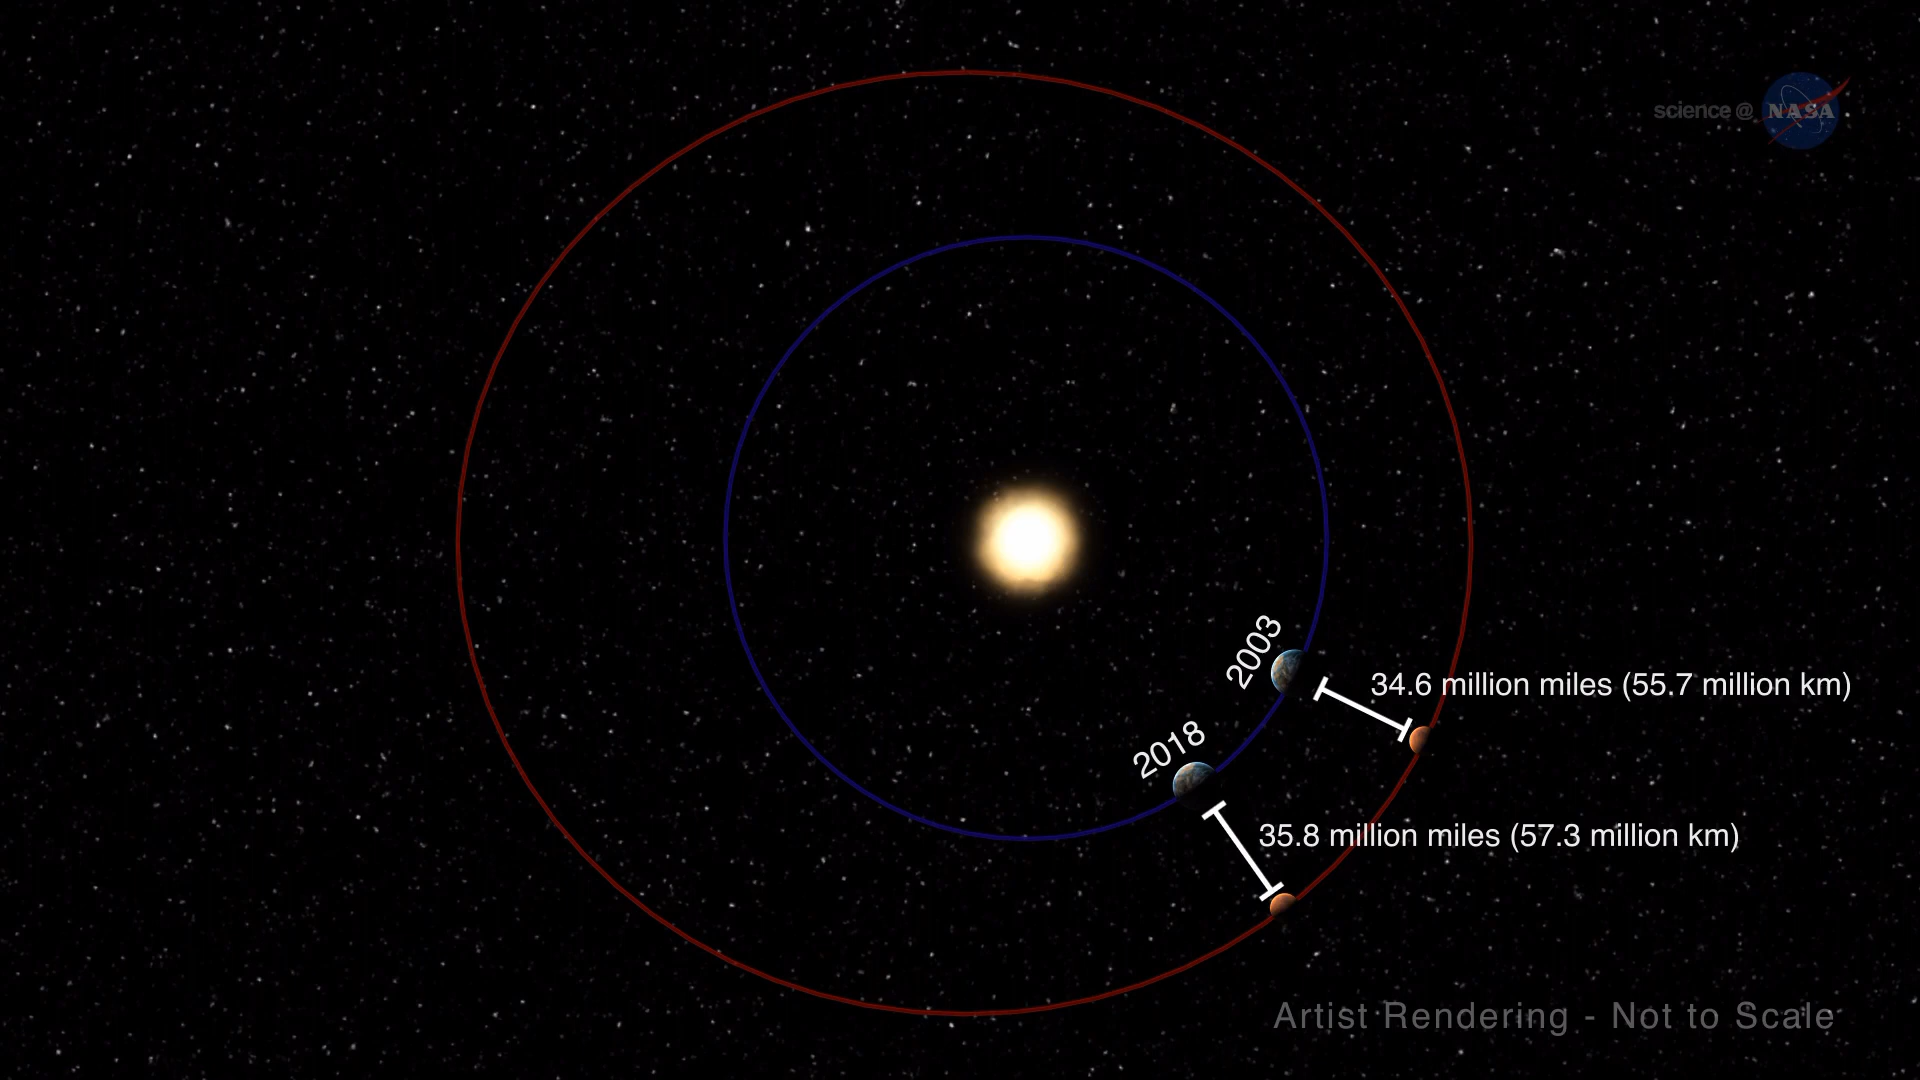 science @ NASA
2003
34.6 million miles (55.7 million km)
2018
35.8 million miles (57.3 million km)
Artist Rendering - Not to Scale